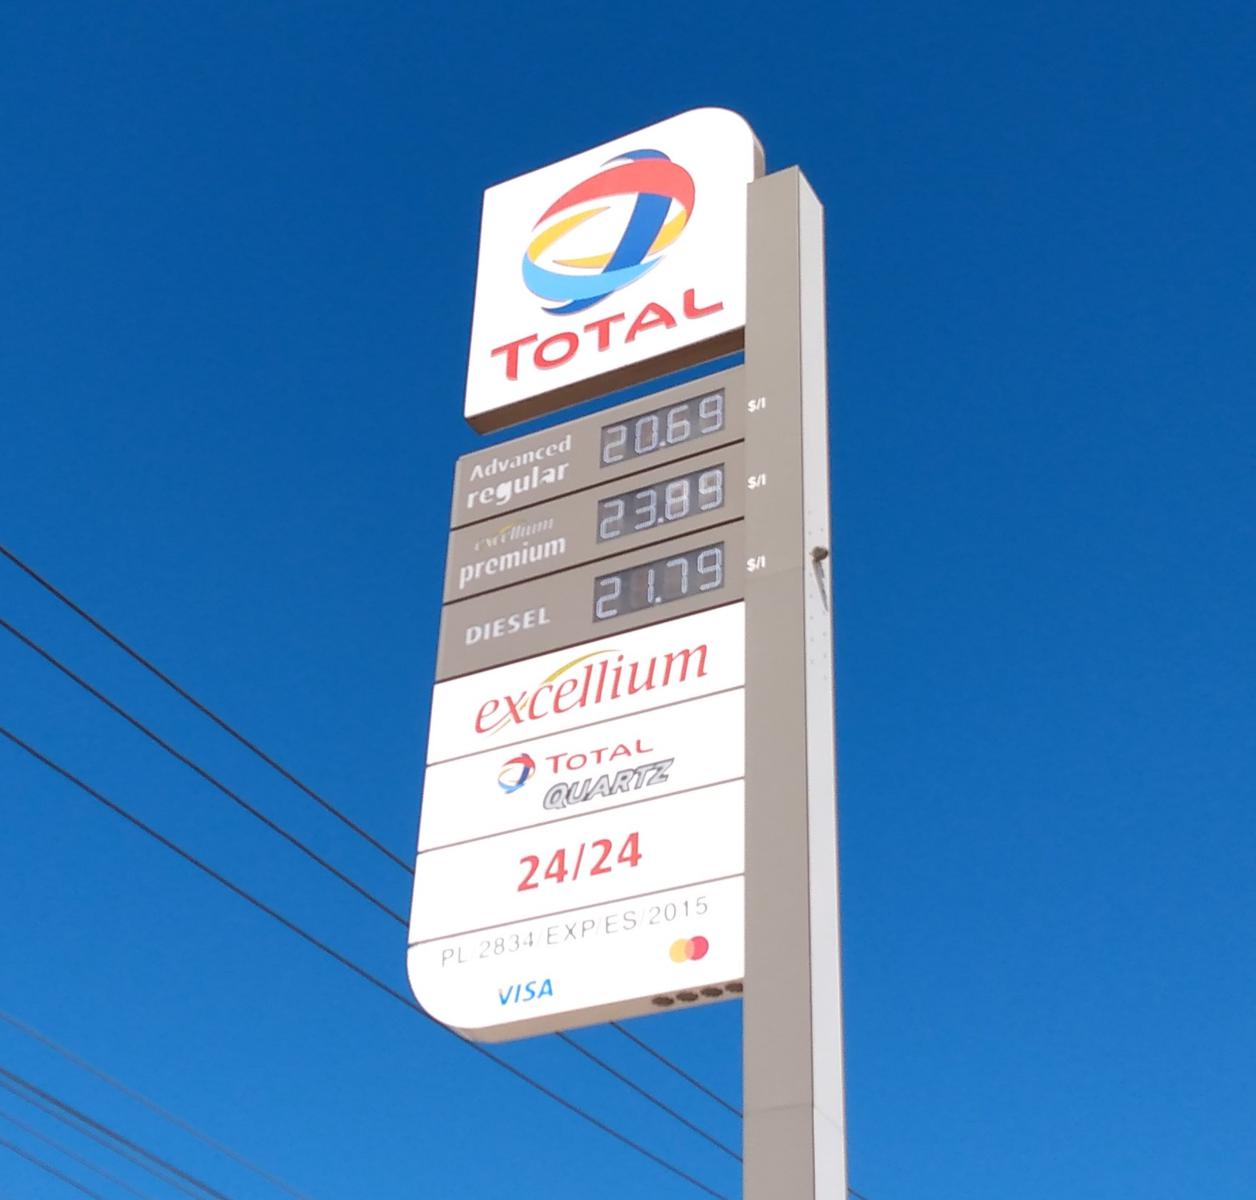 TOTAL
Advanced
regular
20.69 $/l
excellium
premium
23.89 $/l
DIESEL
21.79 $/l
excellium
TOTAL
QUARTZ
24/24
PL/2834/EXP/ES/2015
VISA